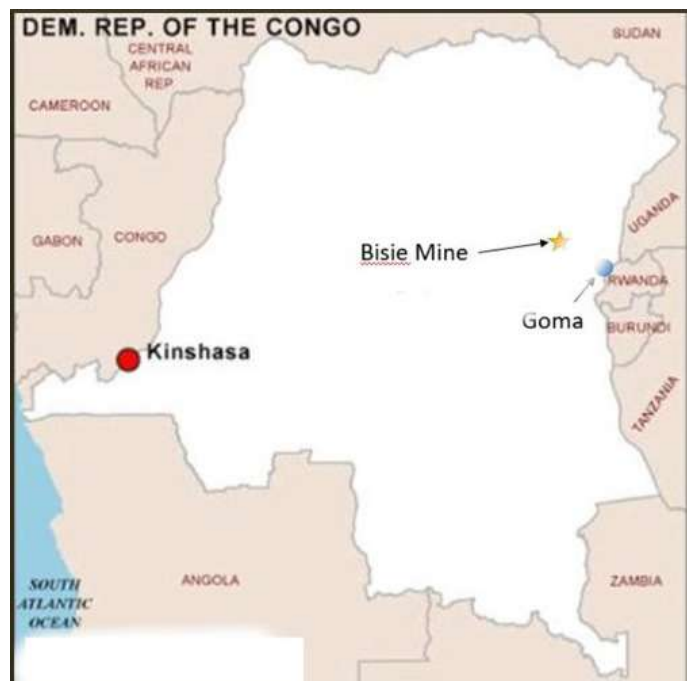 DEM. REP. OF THE CONGO
SUDAN
CENTRAL
AFRICAN
REP
CAMEROON
UGANDA
GABON
CONGO
Bisie Mine
RWANDA
Goma
BURUNDI
Kinshasa
TANZANIA
ANGOLA
ZAMBIA
SOUTH
ATLANTIC
OCEAN